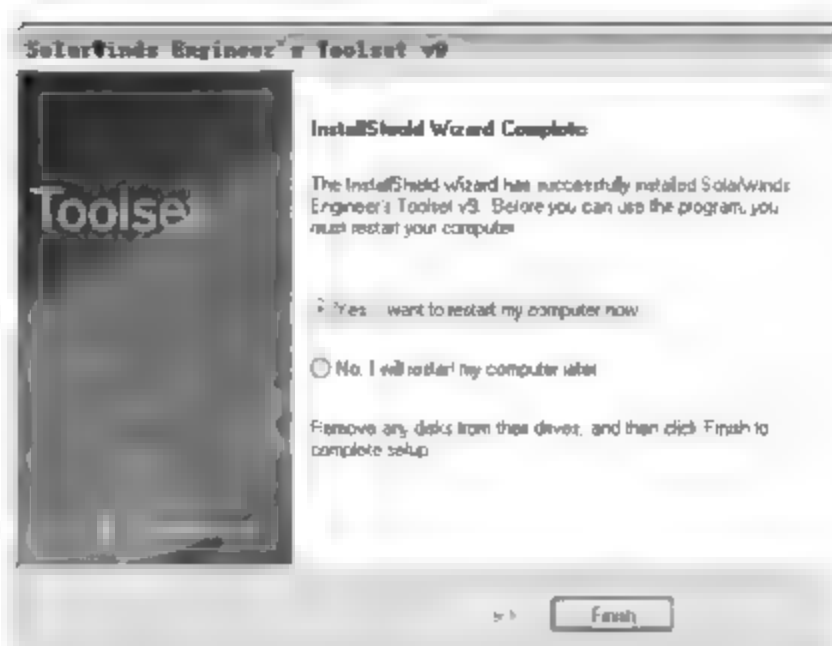 SolarWinds Engineer's Toolset v9
Toolse
InstallShield Wizard Complete
The InstallShield wizard has successfully installed SolarWinds
Engineer's Toolset v9. Before you can use the program, you
must restart your computer
Yes I want to restart my computer now
No, I will restart my computer later
Remove any disks from their drives, and then click Finish to
complete setup
Finish